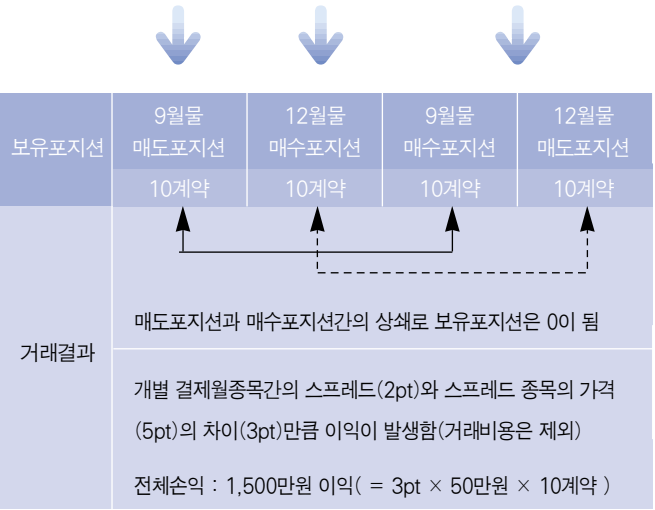 보유포지션
9월물
매도포지션
12월물
매수포지션
9월물
매수포지션
12월물
매도포지션
10계약
10계약
10계약
10계약
거래결과
매도포지션과 매수포지션간의 상쇄로 보유포지션은 0이 됨
개별 결제월종목간의 스프레드(2pt)와 스프레드 종목의 가격
(5pt)의 차이(3pt)만큼 이익이 발생함(거래비용은 제외)
전체손익 : 1,500만원 이익( = 3pt × 50만원 × 10계약 )